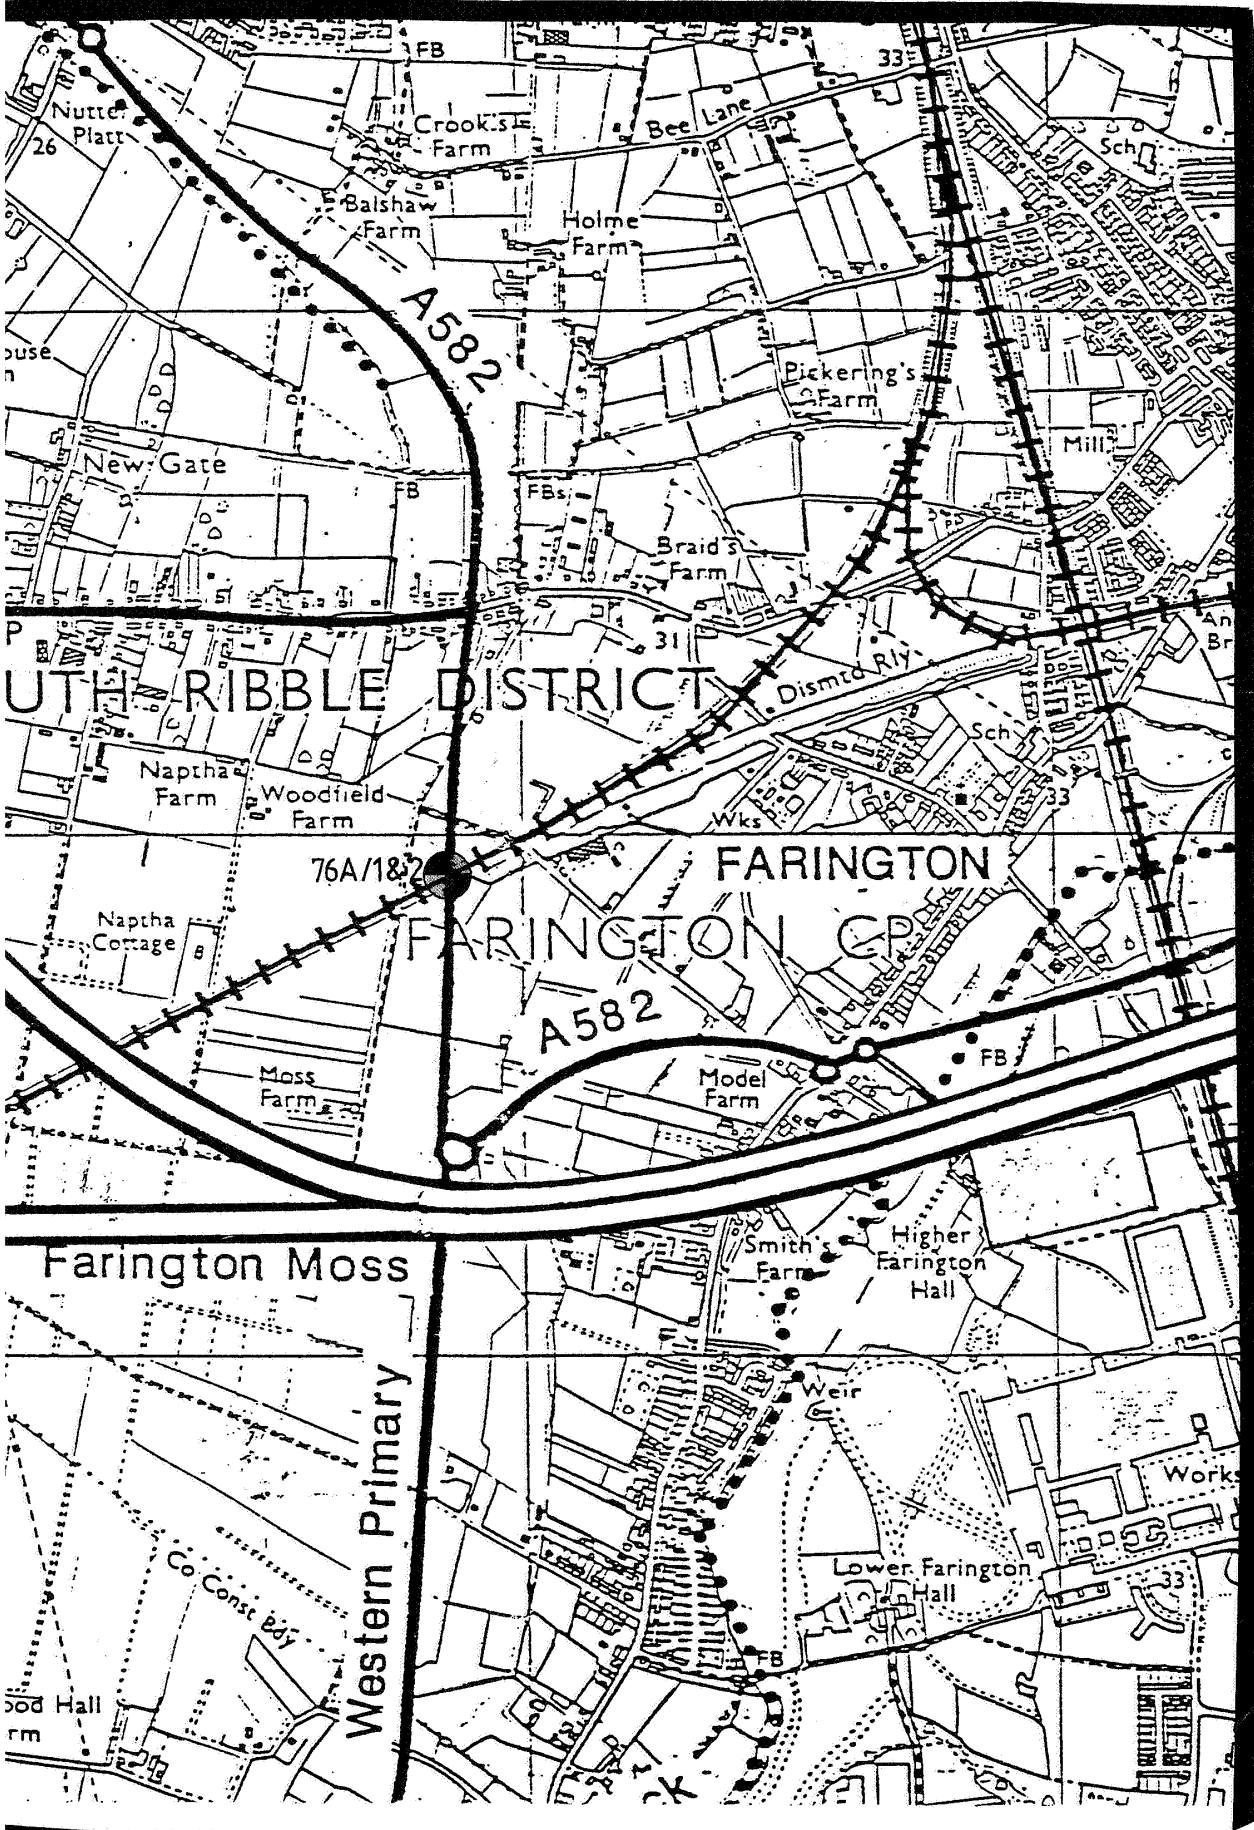 FB
33
Nutter
Platt
26
Crook's
Farm
Bee Lane
Sch
Balshaw
Farm
Holme
Farm
A582
ouse
Pickering's
Farm
Mill
New Gate
FB
FBs
Braid's
Farm
31
P
An
Br
UTH RIBBLE DISTRICT
Dismtd Rly
Sch
Naptha
Farm
Woodfield
Farm
33
Wks
76A/1&2
FARINGTON
Naptha
Cottage
FARINGTON CP
A582
FB
Moss
Farm
Model
Farm
Farington Moss
Smith's
Farm
Higher
Farington
Hall
Weir
Western Primary
Works
Co Const Bdy
Lower Farington
Hall
33
FB
ood Hall
rm